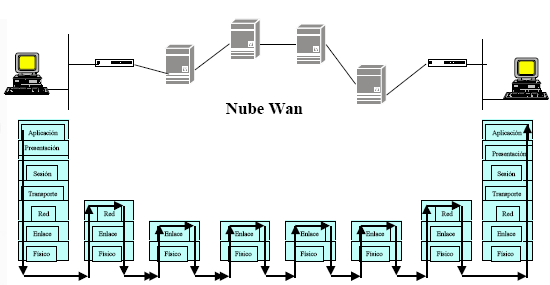 Nube Wan
Aplicación
Presentación
Sesión
Transporte
Red
Enlace
Físico
Red
Enlace
Físico
Enlace
Físico
Enlace
Físico
Enlace
Físico
Enlace
Físico
Red
Enlace
Físico
Aplicación
Presentación
Sesión
Transporte
Red
Enlace
Físico